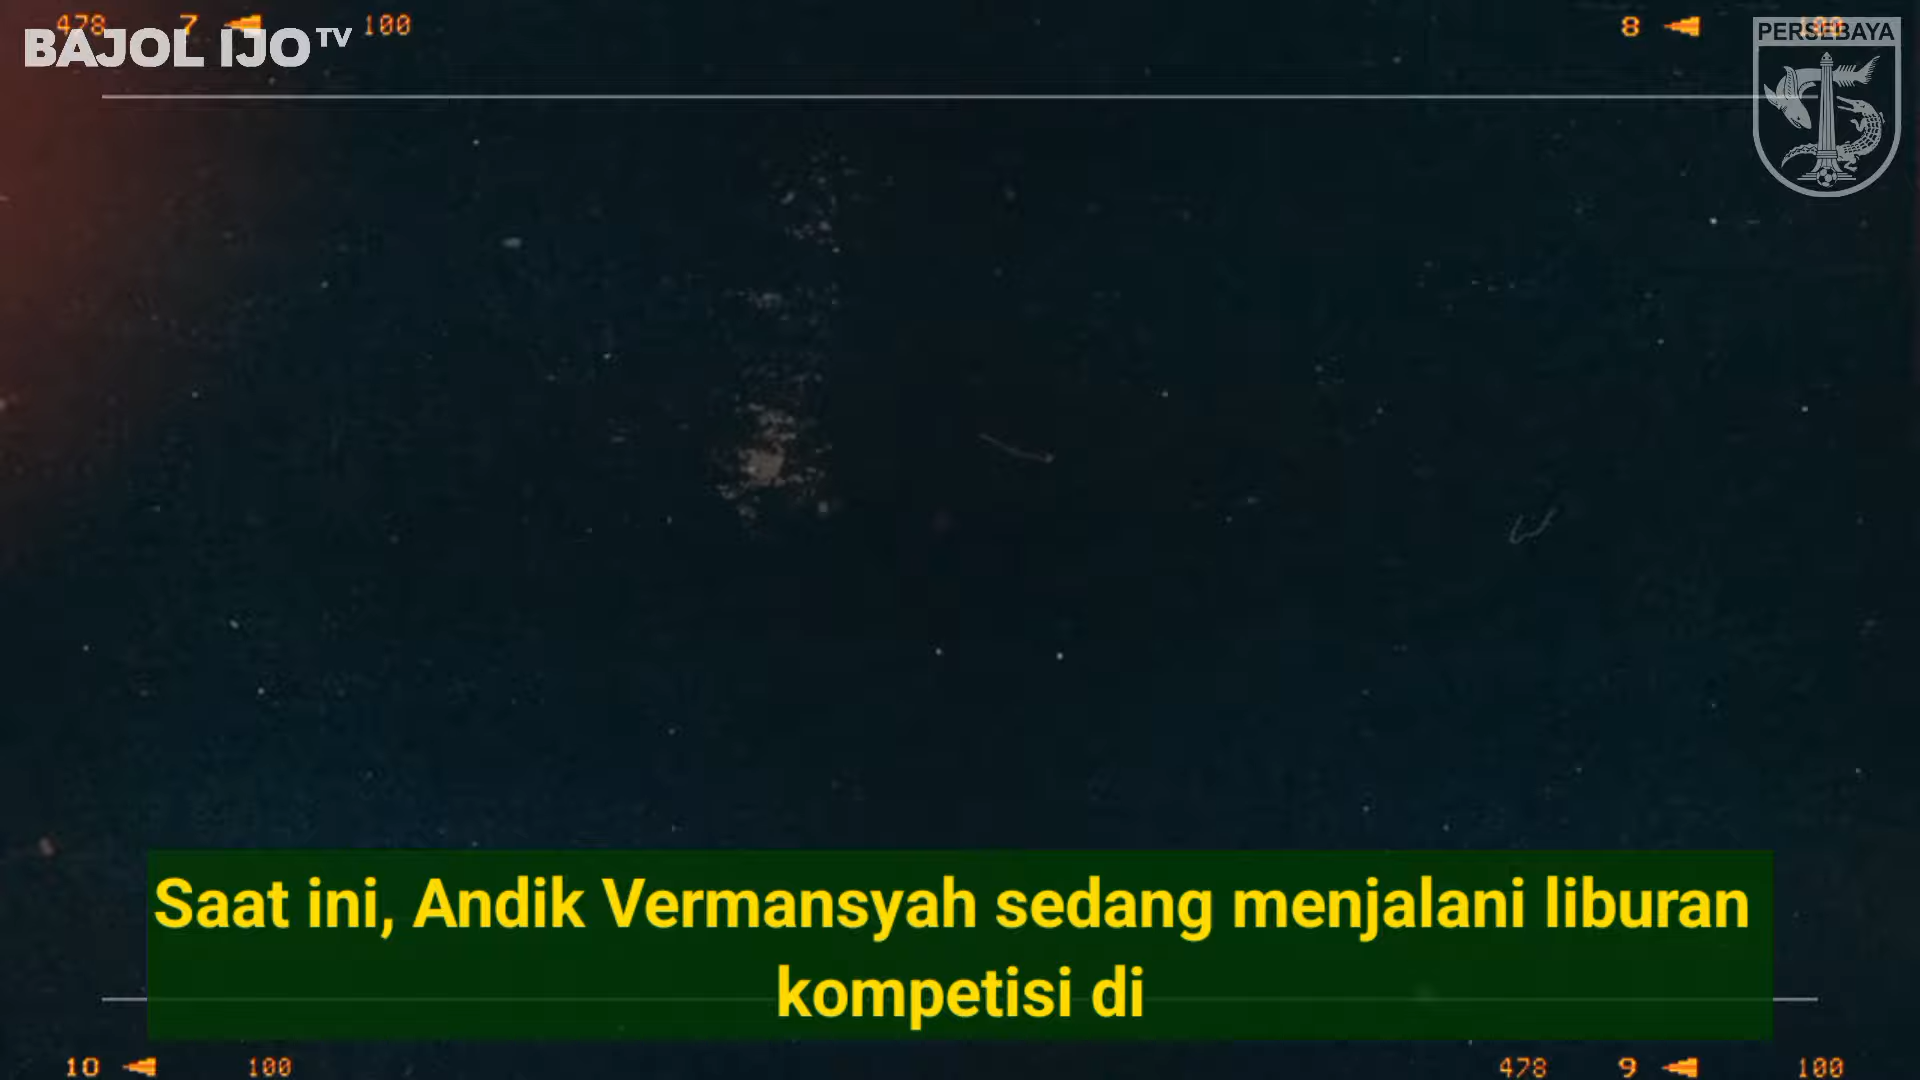 478 7 100
8 100
BAJOL IJO TV
PERSEBAYA
Saat ini, Andik Vermansyah sedang menjalani liburan
kompetisi di
10 100
478 9 100